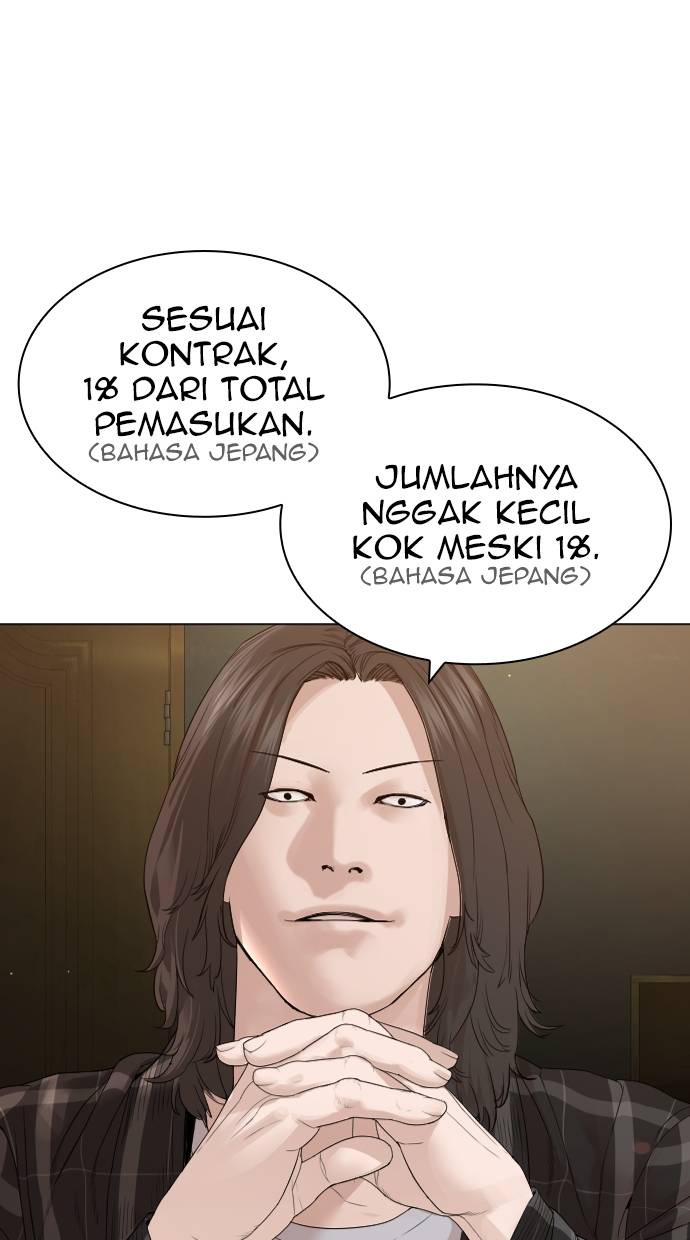 SESUAI
KONTRAK,
1% DARI TOTAL
PEMASUKAN.
(BAHASA JEPANG)
JUMLAHNYA
NGGAK KECIL
KOK MESKI 1%.
(BAHASA JEPANG)